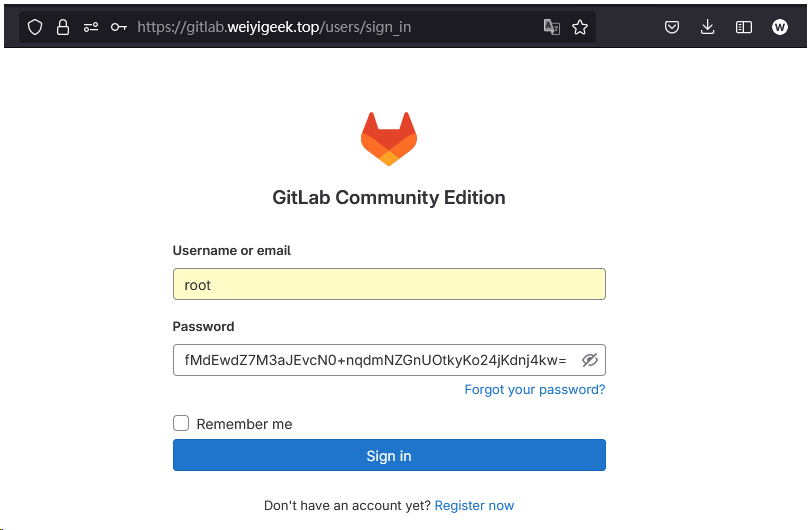 https://gitlab.weiyigeek.top/users/sign_in
W
GitLab Community Edition
Username or email
root
Password
fMdEwdZ7M3aJEvcN0+nqdmNZGnUOtkyKo24jKdnj4kw=
Forgot your password?
Remember me
Sign in
Don't have an account yet? Register now